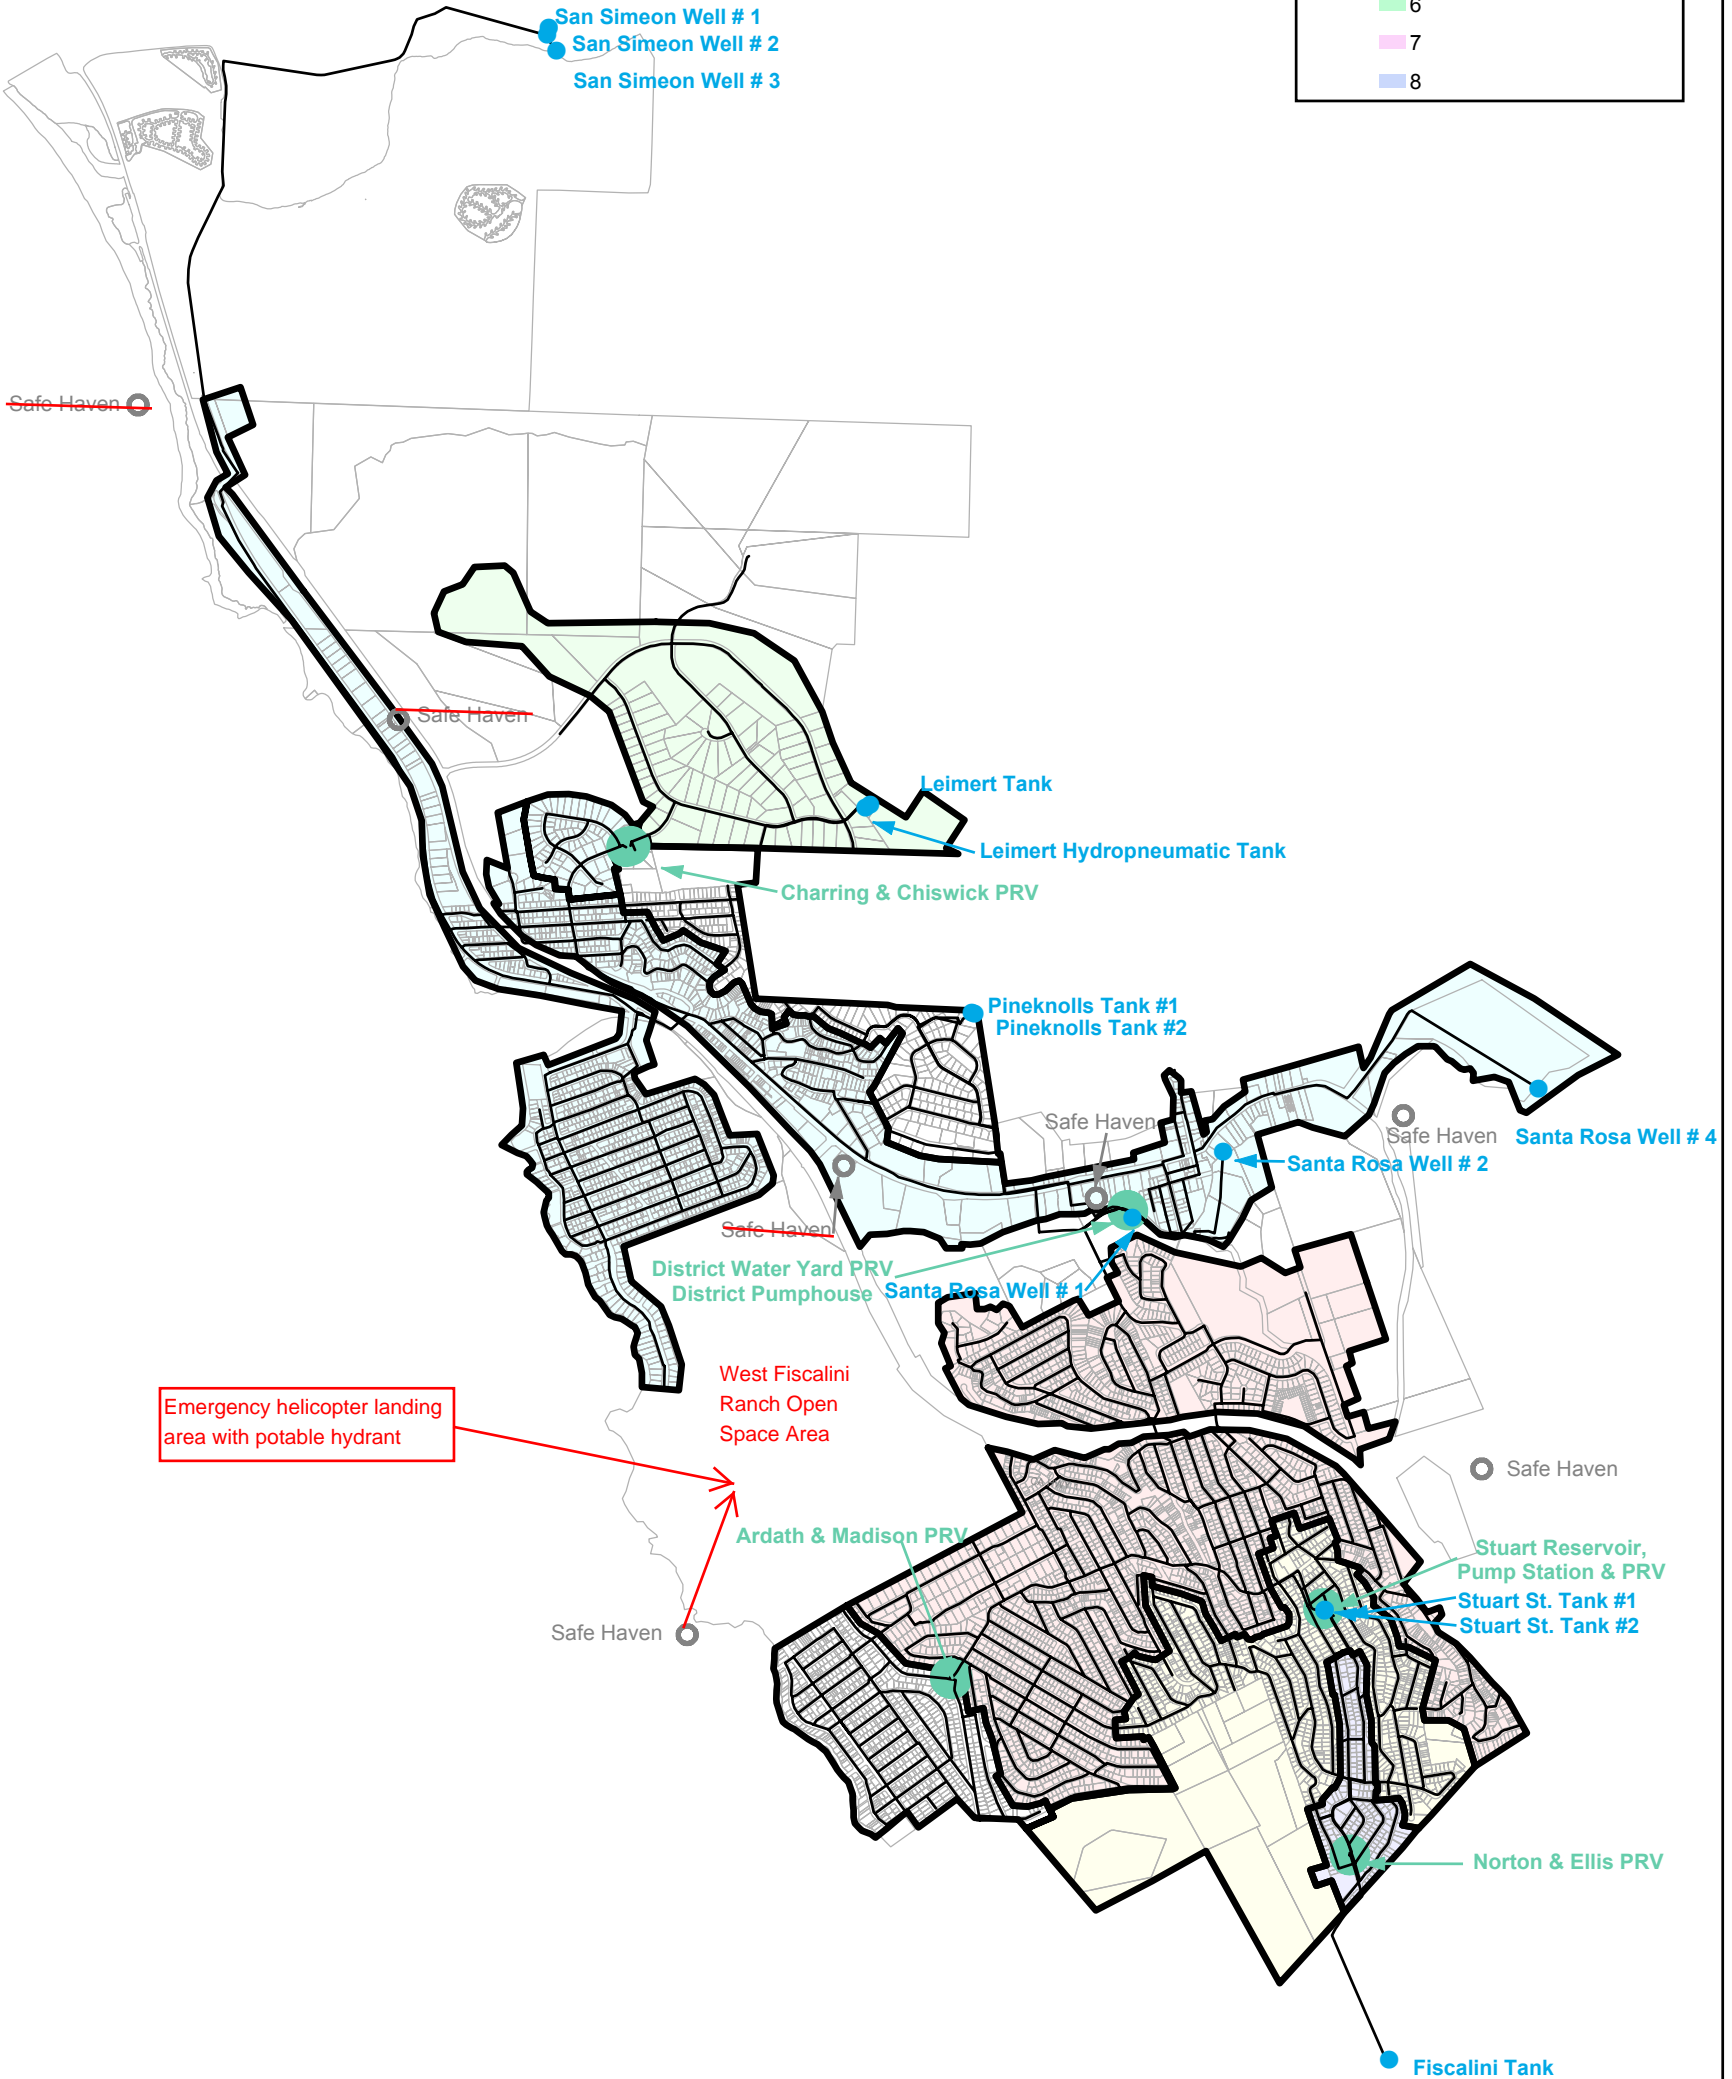 San Simeon Well # 1
6
San Simeon Well # 2
7
San Simeon Well # 3
8
Safe Haven
Safe Haven
Leimert Tank
Leimert Hydropneumatic Tank
Charring & Chiswick PRV
Pineknolls Tank #1
Pineknolls Tank #2
Safe Haven
Safe Haven
Santa Rosa Well # 4
Santa Rosa Well # 2
Safe Haven
District Water Yard PRV
District Pumphouse
Santa Rosa Well # 1
West Fiscalini
Ranch Open
Space Area
Emergency helicopter landing
area with potable hydrant
Safe Haven
Ardath & Madison PRV
Stuart Reservoir,
Pump Station & PRV
Stuart St. Tank #1
Stuart St. Tank #2
Safe Haven
Norton & Ellis PRV
Fiscalini Tank